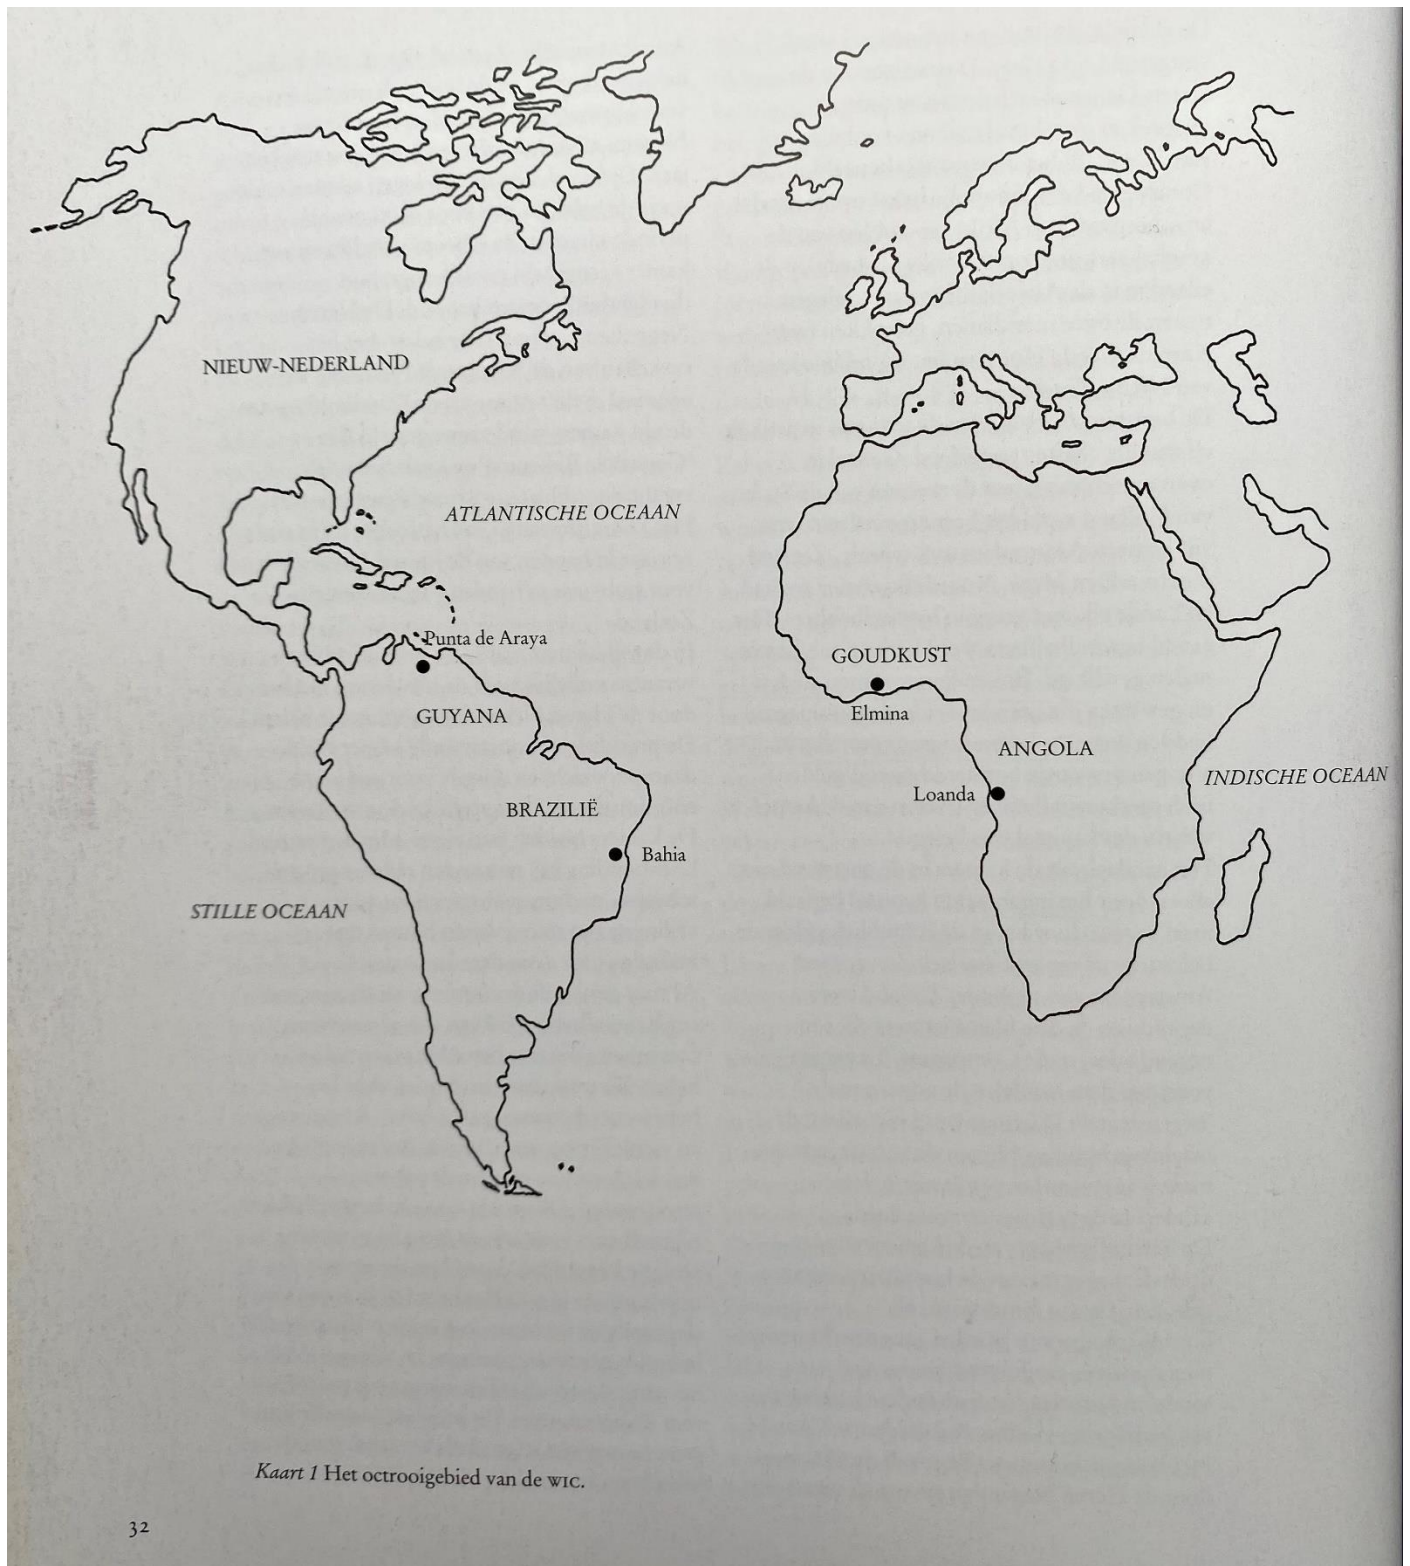 NIEUW-NEDERLAND
ATLANTISCHE OCEAAN
Punta de Araya
GOUDKUST
GUYANA
Elmina
ANGOLA
INDISCHE OCEAAN
Loanda
BRAZILIË
Bahia
STILLE OCEAAN
Kaart 1 Het octrooigebied van de WIC.
32